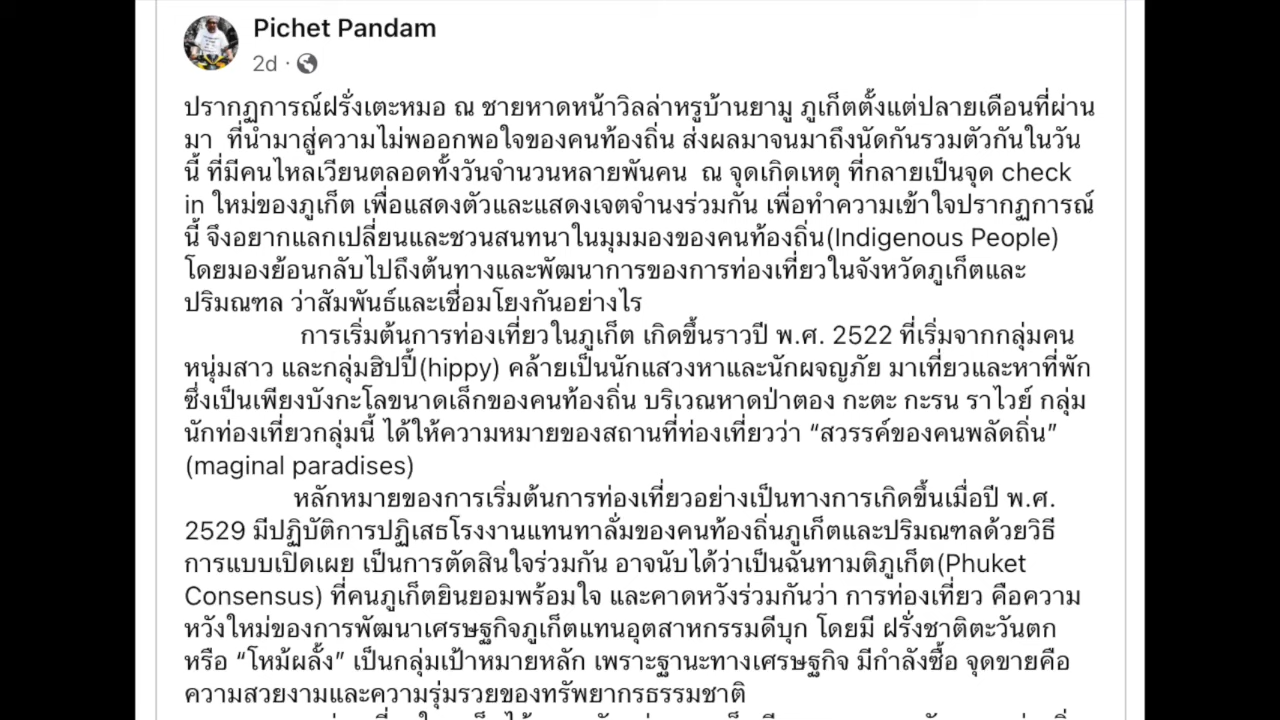 Pichet Pandam
2d ·
ปรากฏการณ์ฝรั่งเตะหมอ ณ ชายหาดหน้าวิลล่าหรูบ้านยามู ภูเก็ตตั้งแต่ปลายเดือนที่ผ่าน
มา ที่นำมาสู่ความไม่พออกพอใจของคนท้องถิ่น ส่งผลมาจนมาถึงนัดกันรวมตัวกันในวัน
นี้ ที่มีคนไหลเวียนตลอดทั้งวันจำนวนหลายพันคน ณ จุดเกิดเหตุ ที่กลายเป็นจุด check
in ใหม่ของภูเก็ต เพื่อแสดงตัวและแสดงเจตจำนงร่วมกัน เพื่อทำความเข้าใจปรากฏการณ์
นี้ จึงอยากแลกเปลี่ยนและชวนสนทนาในมุมมองของคนท้องถิ่น(Indigenous People)
โดยมองย้อนกลับไปถึงต้นทางและพัฒนาการของการท่องเที่ยวในจังหวัดภูเก็ตและ
ปริมณฑล ว่าสัมพันธ์และเชื่อมโยงกันอย่างไร
การเริ่มต้นการท่องเที่ยวในภูเก็ต เกิดขึ้นราวปี พ.ศ. 2522 ที่เริ่มจากกลุ่มคน
หนุ่มสาว และกลุ่มฮิปปี้(hippy) คล้ายเป็นนักแสวงหาและนักผจญภัย มาเที่ยวและหาที่พัก
ซึ่งเป็นเพียงบังกะโลขนาดเล็กของคนท้องถิ่น บริเวณหาดป่าตอง กะตะ กะรน ราไวย์ กลุ่ม
นักท่องเที่ยวกลุ่มนี้ ได้ให้ความหมายของสถานที่ท่องเที่ยวว่า “สวรรค์ของคนพลัดถิ่น”
(maginal paradises)
หลักหมายของการเริ่มต้นการท่องเที่ยวอย่างเป็นทางการเกิดขึ้นเมื่อปี พ.ศ.
2529 มีปฏิบัติการปฏิเสธโรงงานแทนทาลั่มของคนท้องถิ่นภูเก็ตและปริมณฑลด้วยวิธี
การแบบเปิดเผย เป็นการตัดสินใจร่วมกัน อาจนับได้ว่าเป็นฉันทามติภูเก็ต(Phuket
Consensus) ที่คนภูเก็ตยินยอมพร้อมใจ และคาดหวังร่วมกันว่า การท่องเที่ยว คือความ
หวังใหม่ของการพัฒนาเศรษฐกิจภูเก็ตแทนอุตสาหกรรมดีบุก โดยมี ฝรั่งชาติตะวันตก
หรือ “โหม้ผลั้ง” เป็นกลุ่มเป้าหมายหลัก เพราะฐานะทางเศรษฐกิจ มีกำลังซื้อ จุดขายคือ
ความสวยงามและความรุ่มรวยของทรัพยากรธรรมชาติ